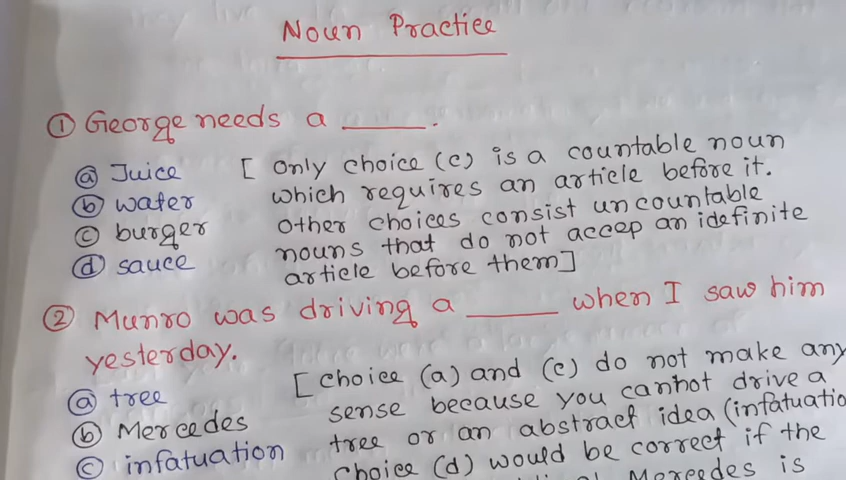 Noun Practice
① George needs a ______.
ⓐ Juice
ⓑ water
ⓒ burger
ⓓ sauce
[ Only choice (c) is a countable noun
which requires an article before it.
Other choices consist uncountable
nouns that do not accep an idefinite
article before them]
② Munro was driving a ______ when I saw him
yesterday.
ⓐ tree
ⓑ Mercedes
ⓒ infatuation
[ choice (a) and (c) do not make any
sense because you cannot drive a
tree or an abstract idea (infatuatio
choice (d) would be correct if the
Mercedes is